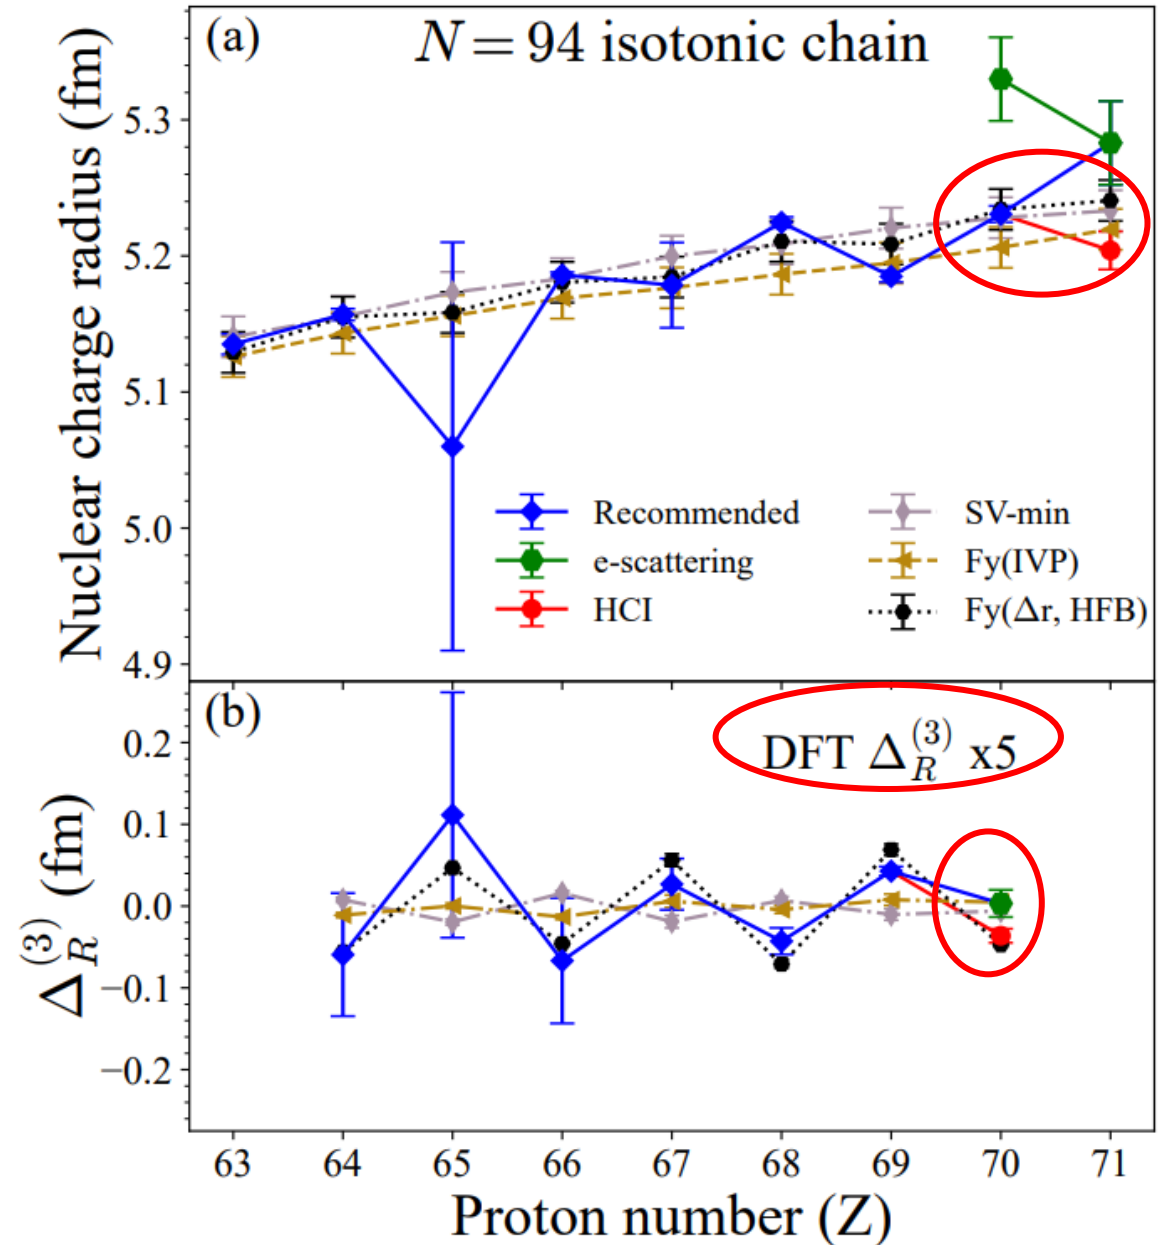 (a)
N = 94 isotonic chain
Nuclear charge radius (fm)
5.3
5.2
5.1
5.0
4.9
Recommended
e-scattering
HCI
SV-min
Fy(IVP)
Fy(Δr, HFB)
(b)
DFT Δ_R^(3) x5
Δ_R^(3) (fm)
0.2
0.1
0.0
−0.1
−0.2
63 64 65 66 67 68 69 70 71
Proton number (Z)